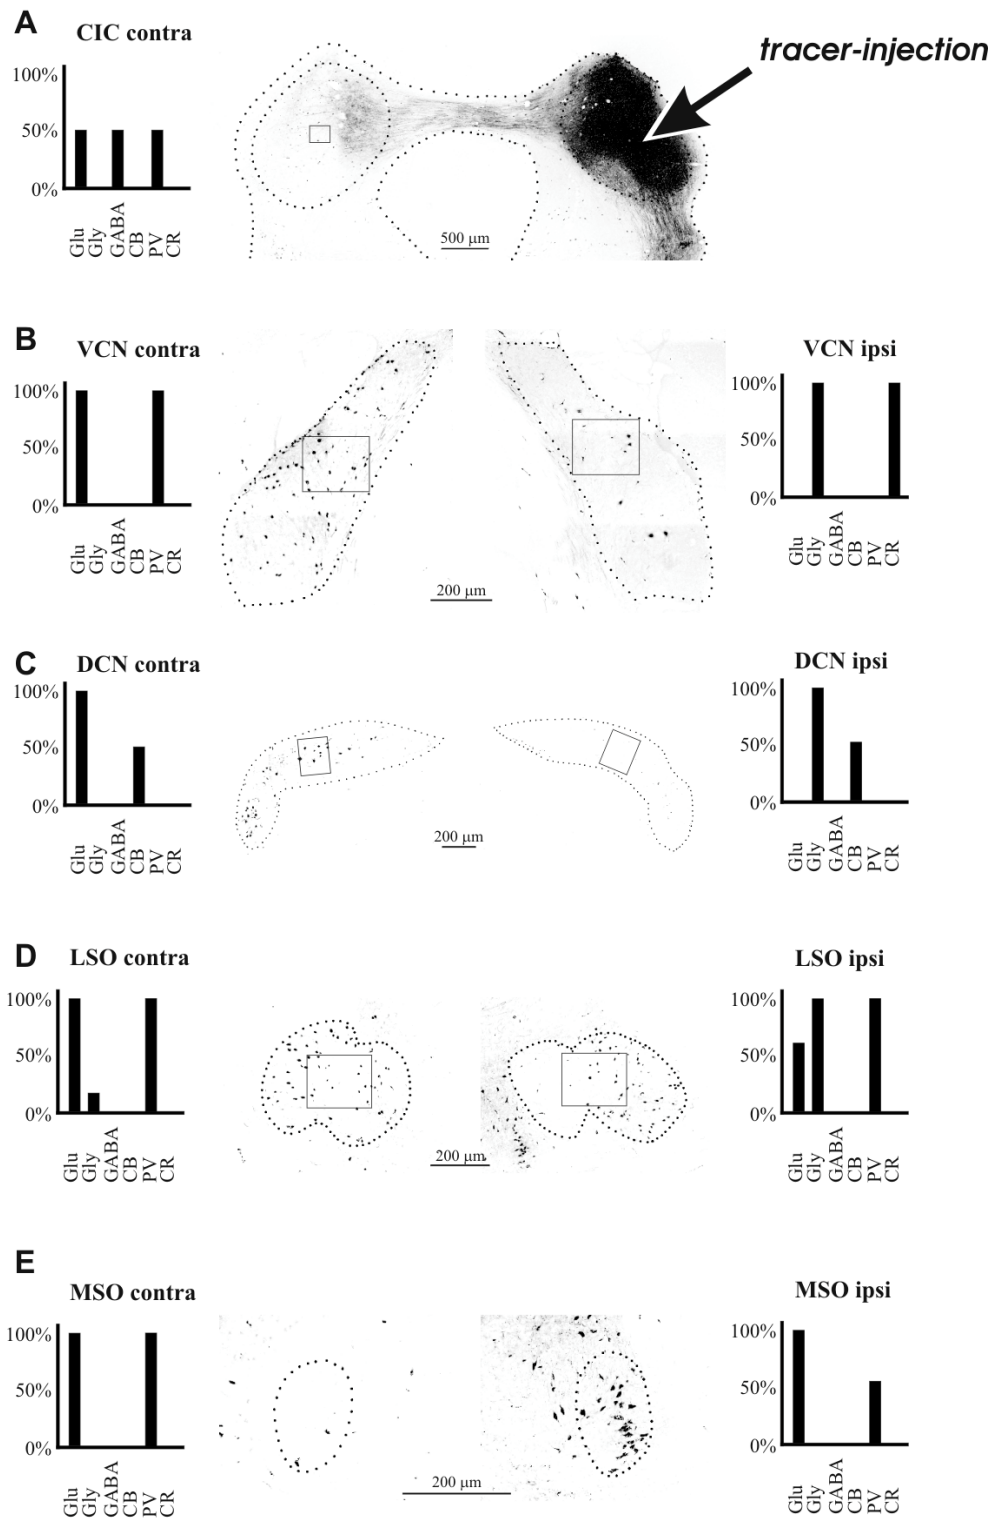 A
CIC contra
tracer-injection
100%
50%
0%
Glu
Gly
GABA
CB
PV
CR
500 µm
B
VCN contra
VCN ipsi
100%
50%
0%
Glu
Gly
GABA
CB
PV
CR
200 µm
100%
50%
0%
Glu
Gly
GABA
CB
PV
CR
C
DCN contra
DCN ipsi
100%
50%
0%
Glu
Gly
GABA
CB
PV
CR
200 µm
100%
50%
0%
Glu
Gly
GABA
CB
PV
CR
D
LSO contra
LSO ipsi
100%
50%
0%
Glu
Gly
GABA
CB
PV
CR
200 µm
100%
50%
0%
Glu
Gly
GABA
CB
PV
CR
E
MSO contra
MSO ipsi
100%
50%
0%
Glu
Gly
GABA
CB
PV
CR
200 µm
100%
50%
0%
Glu
Gly
GABA
CB
PV
CR